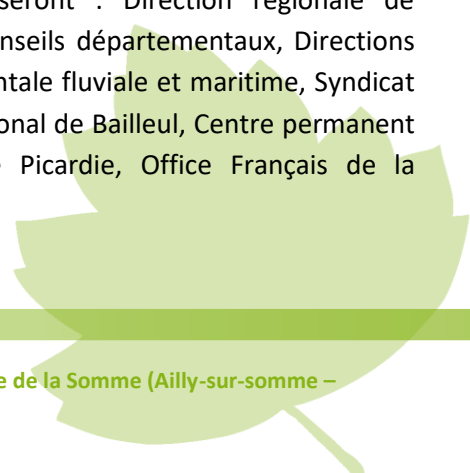 seront : Direction régionale de
nseils départementaux, Directions
ntale fluviale et maritime, Syndicat
onal de Bailleul, Centre permanent
Picardie, Office Français de la
e de la Somme (Ailly-sur-somme –